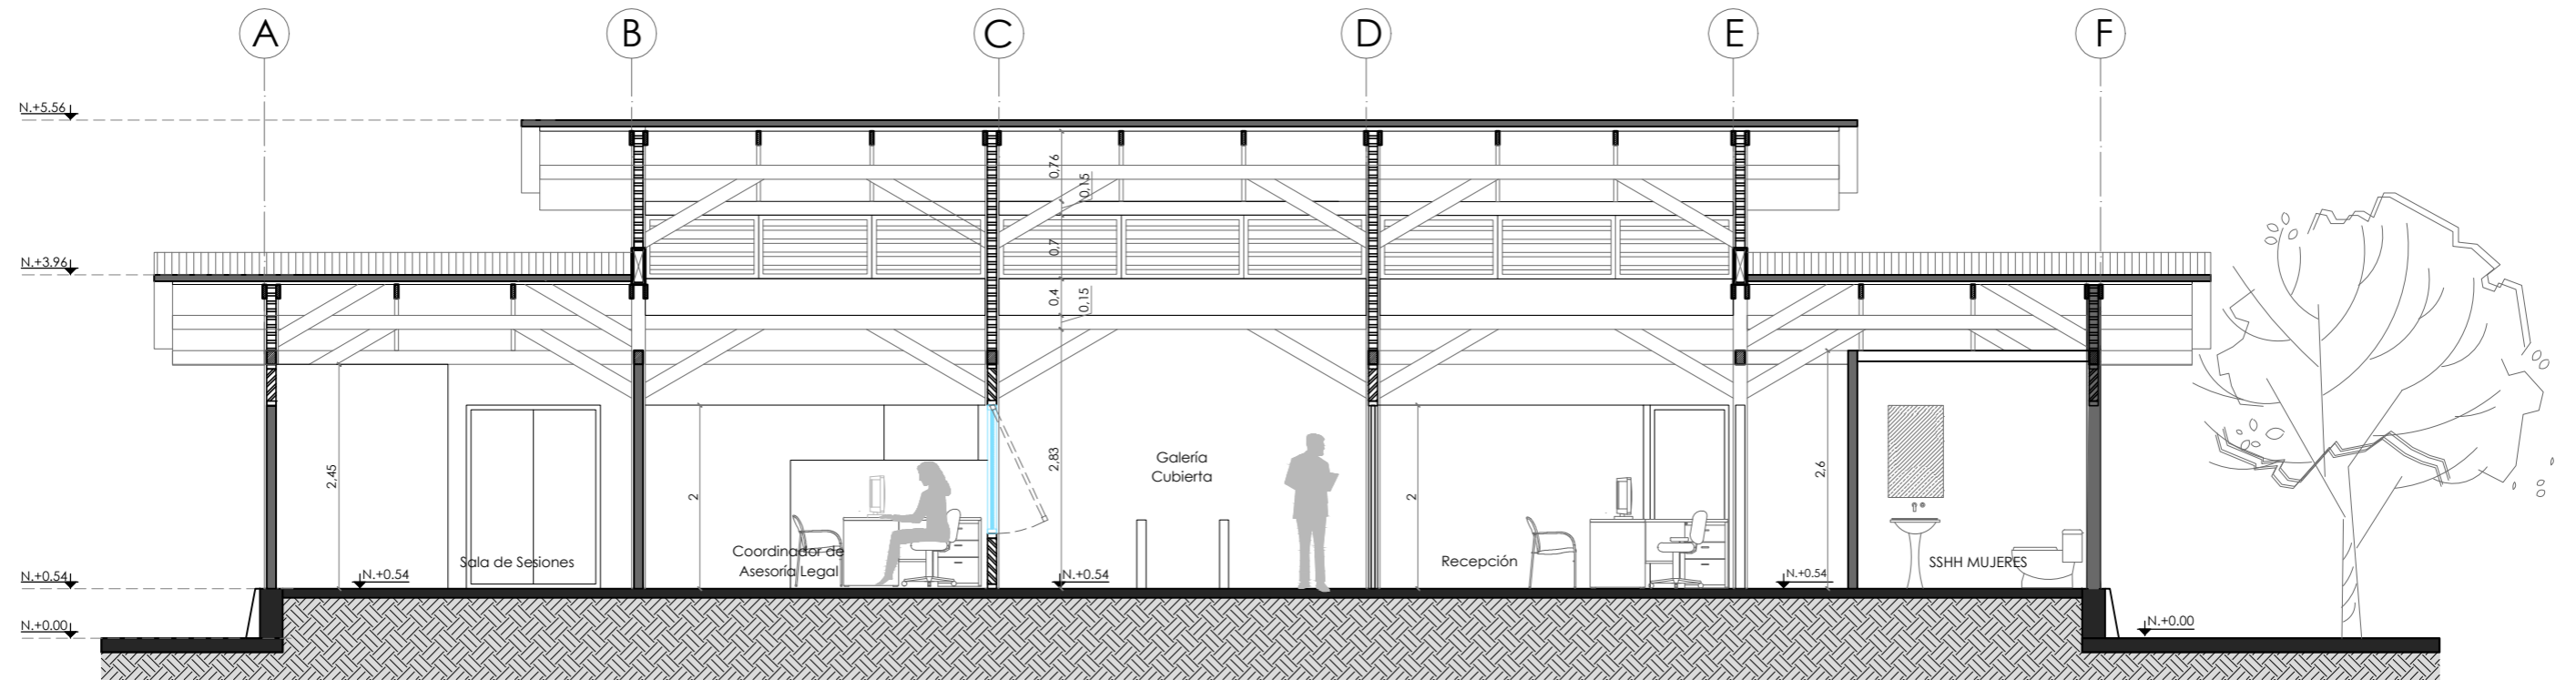 A
B
C
D
E
F
N.+5.56
0,76
0,15
N.+3.96
0,7
0,4
0,15
2,45
2
2,83
Galería
Cubierta
2
2,6
Coordinador de
Asesoría Legal
Sala de Sesiones
Recepción
SSHH MUJERES
N.+0.54
N.+0.54
N.+0.54
N.+0.54
N.+0.00
N.+0.00